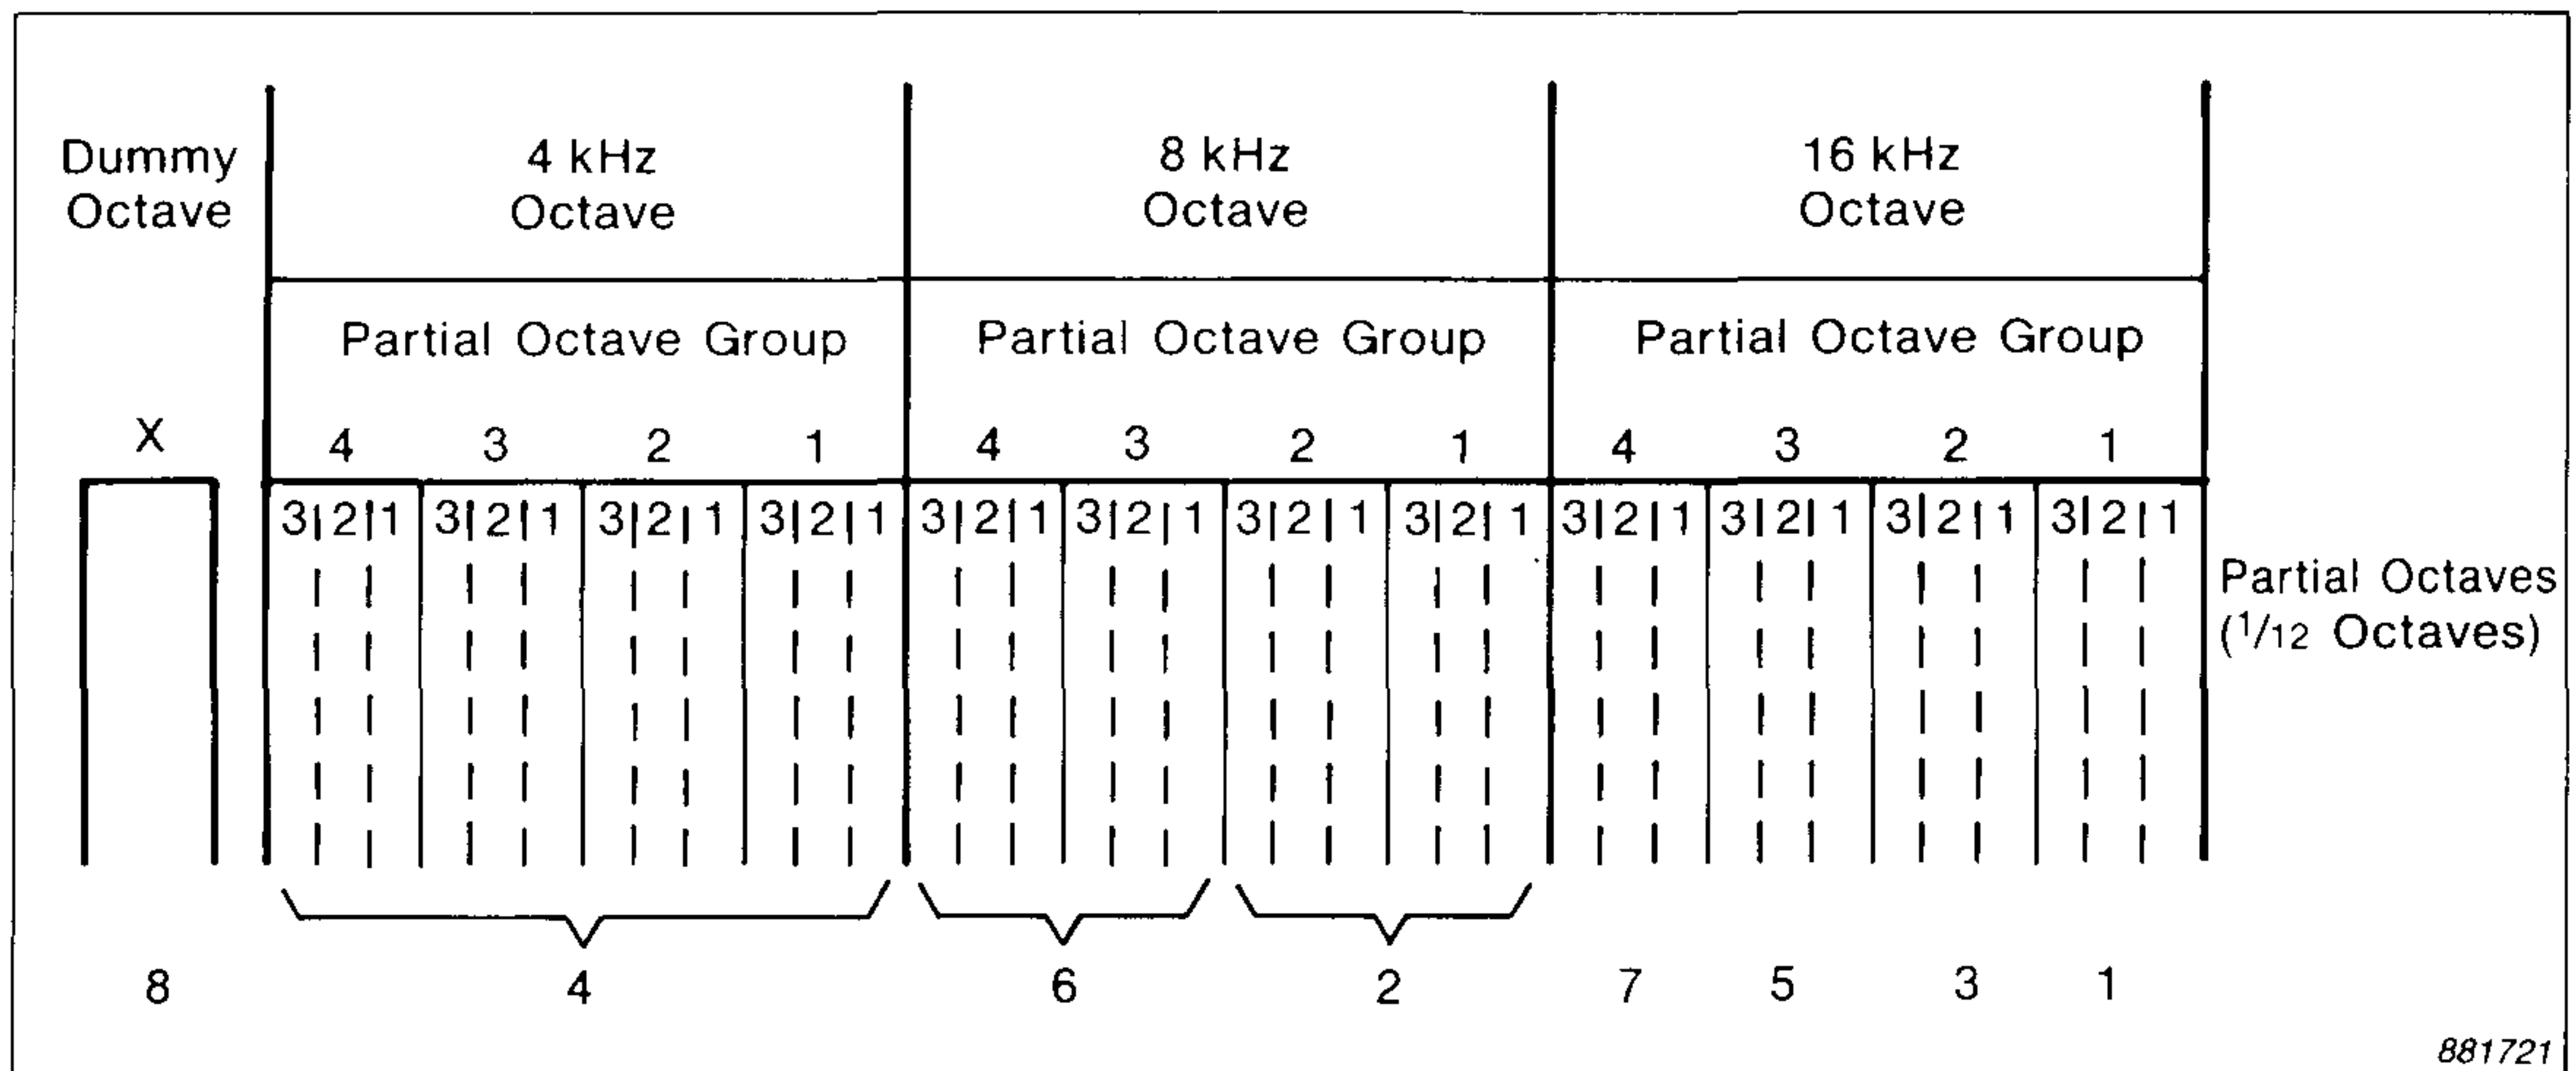 Dummy Octave
4 kHz Octave
8 kHz Octave
16 kHz Octave
Partial Octave Group
Partial Octave Group
Partial Octave Group
X
4 3 2 1 4 3 2 1 4 3 2 1
3 2 1 3 2 1 3 2 1 3 2 1 3 2 1 3 2 1 3 2 1 3 2 1 3 2 1 3 2 1 3 2 1 3 2 1
Partial Octaves
(1/12 Octaves)
8 4 6 2 7 5 3 1
881721